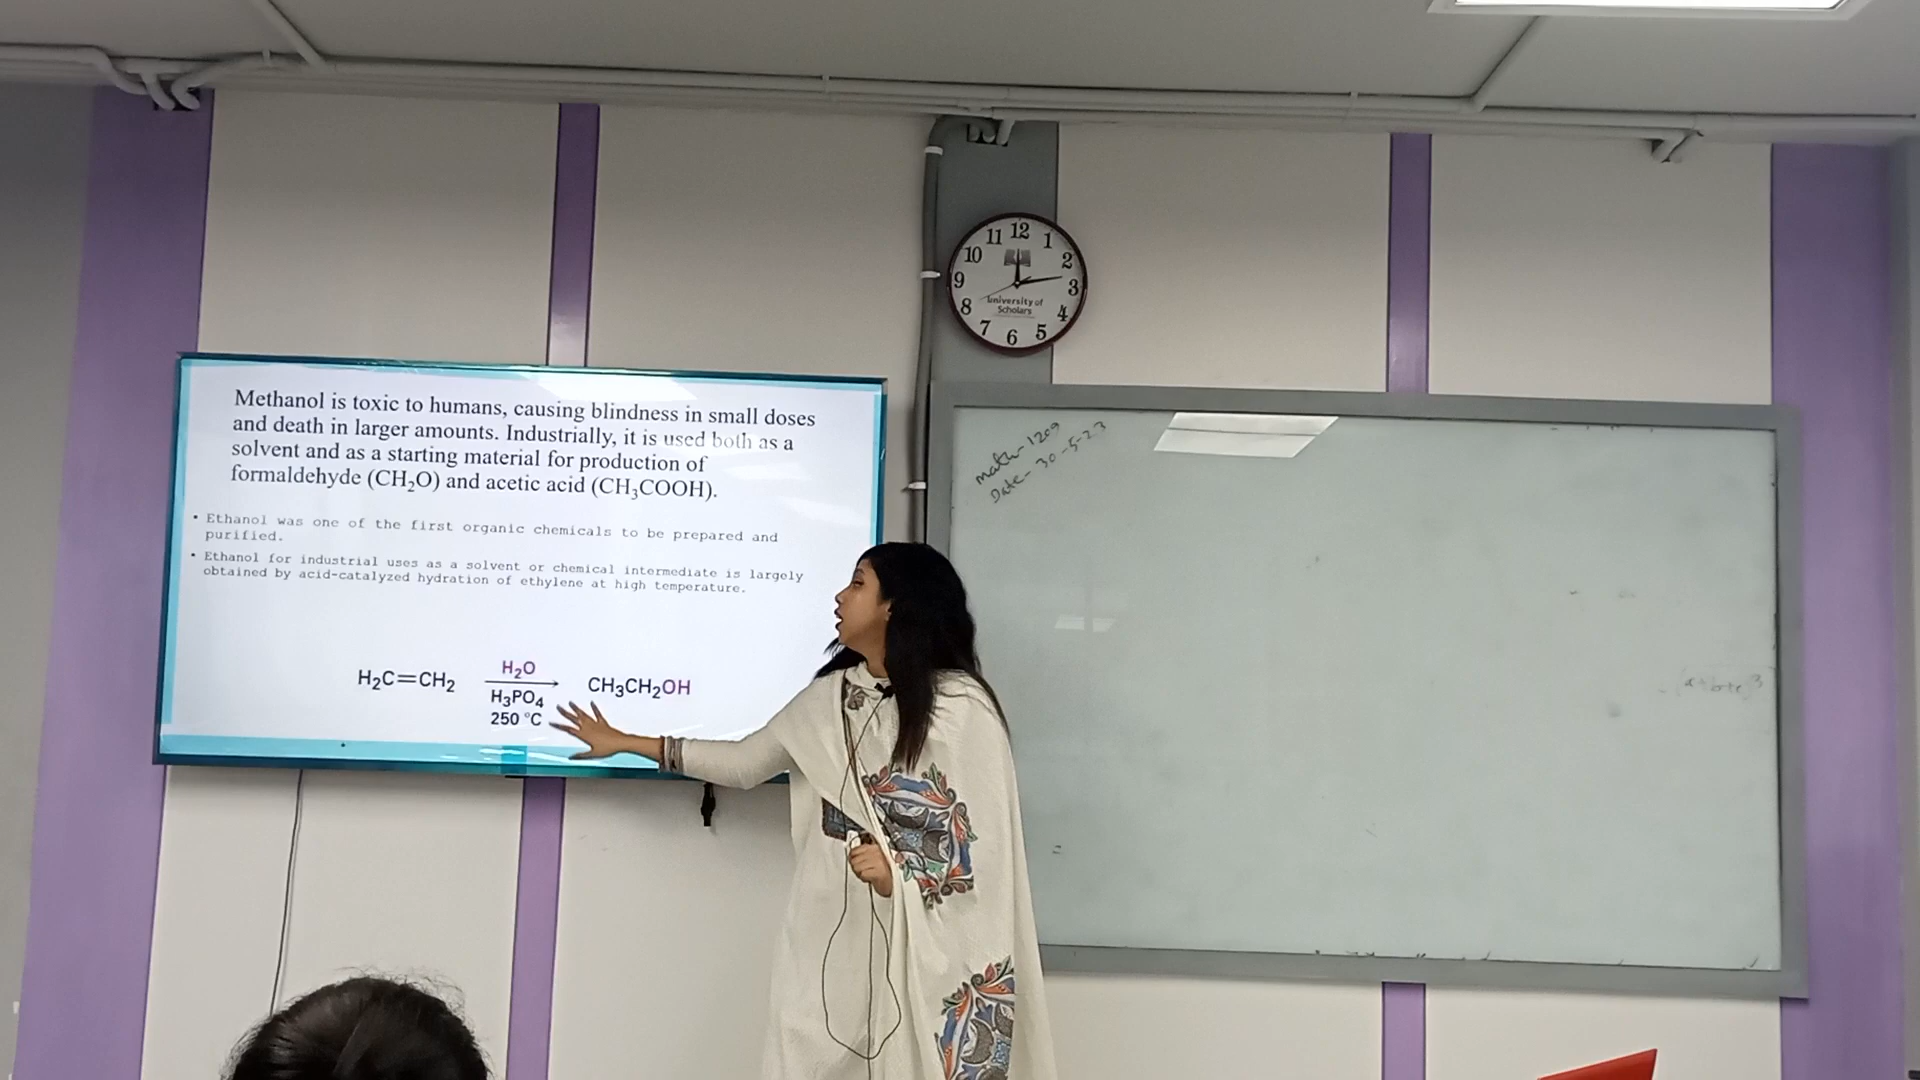 12
11
1
10
2
9
3
University of
Scholars
8
4
7
5
6
Methanol is toxic to humans, causing blindness in small doses
and death in larger amounts. Industrially, it is used both as a
solvent and as a starting material for production of
formaldehyde (CH₂O) and acetic acid (CH₃COOH).
• Ethanol was one of the first organic chemicals to be prepared and
purified.
• Ethanol for industrial uses as a solvent or chemical intermediate is largely
obtained by acid-catalyzed hydration of ethylene at high temperature.
H₂O
H₂C=CH₂ CH₃CH₂OH
H₃PO₄
250 °C
math-1209
Date-30-5-23